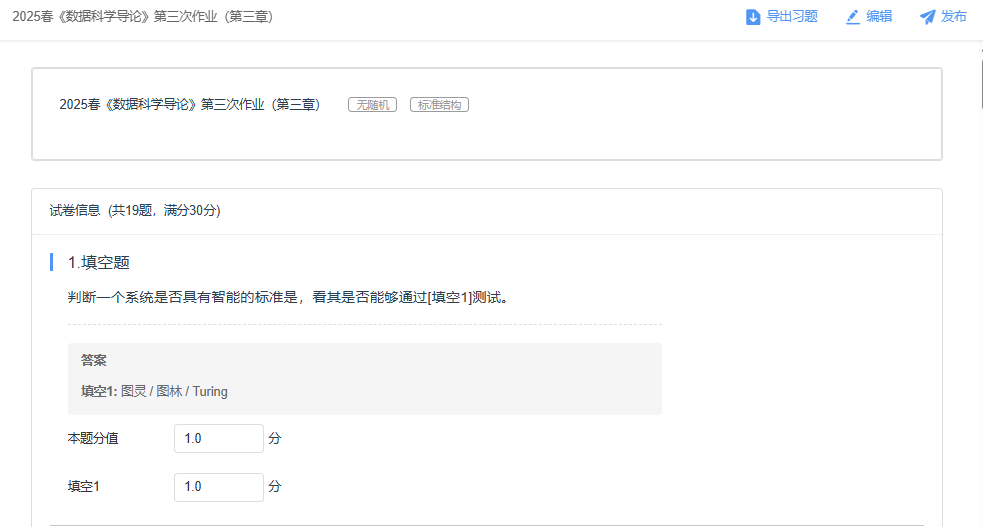 2025春《数据科学导论》第三次作业（第三章） 导出习题 编辑 发布
2025春《数据科学导论》第三次作业（第三章） 无随机 标准结构
试卷信息 (共19题，满分30分)
1.填空题
判断一个系统是否具有智能的标准是，看其是否能够通过[填空1]测试。
答案
填空1: 图灵 / 图林 / Turing
本题分值 1.0 分
填空1 1.0 分